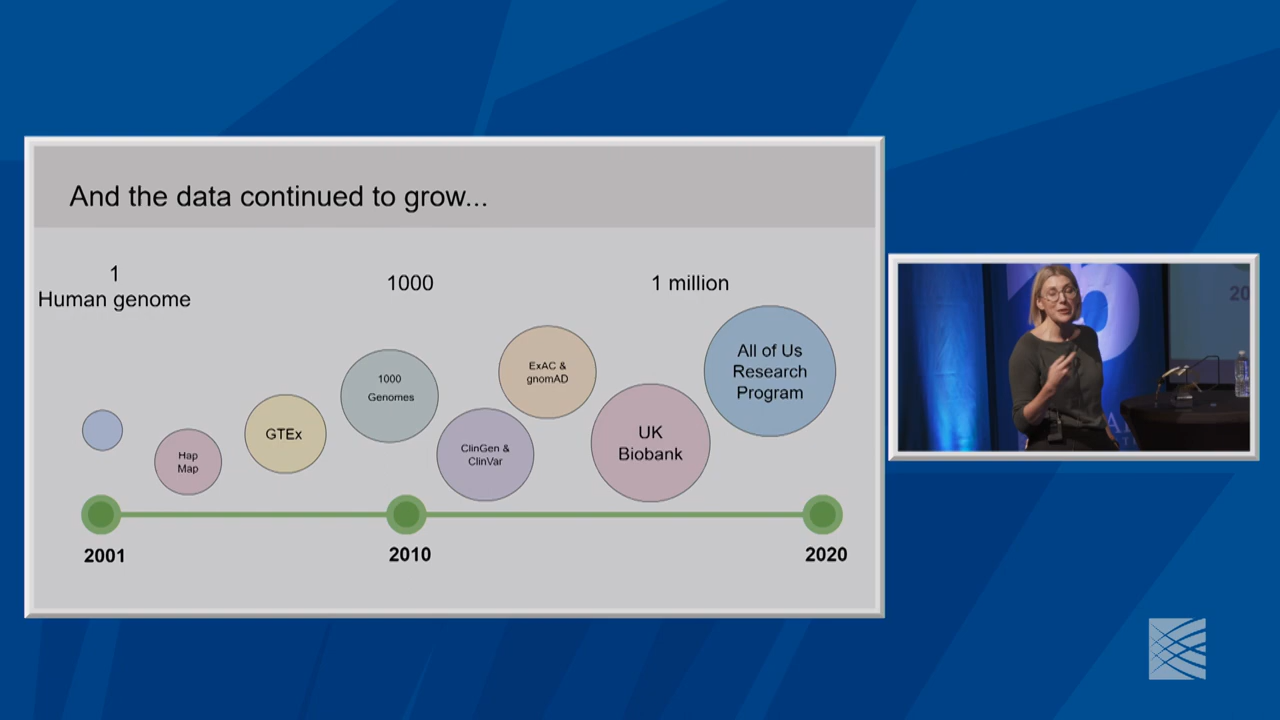 And the data continued to grow...
1
Human genome
1000
1 million
Hap
Map
GTEx
1000
Genomes
ClinGen &
ClinVar
ExAC &
gnomAD
UK
Biobank
All of Us
Research
Program
2001
2010
2020
20